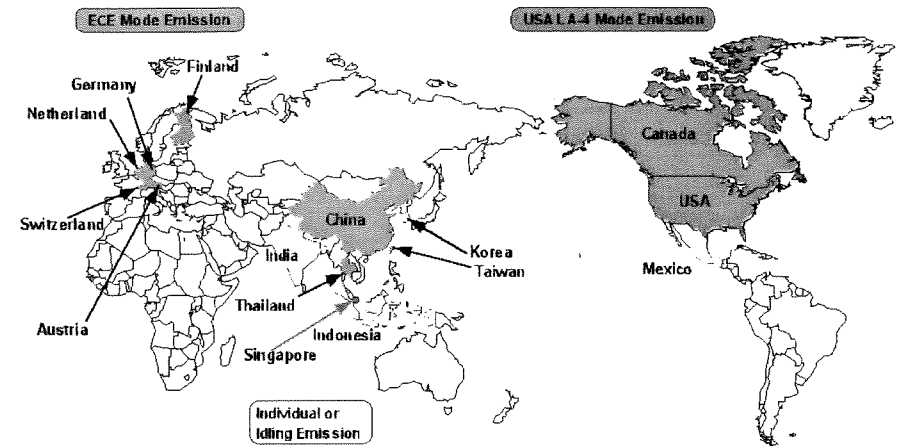 ECE Mode Emission
USA LA-4 Mode Emission
Finland
Germany
Netherland
Canada
Switzerland
China
USA
India
Korea
Taiwan
Mexico
Thailand
Austria
Indonesia
Singapore
Individual or
Idling Emission